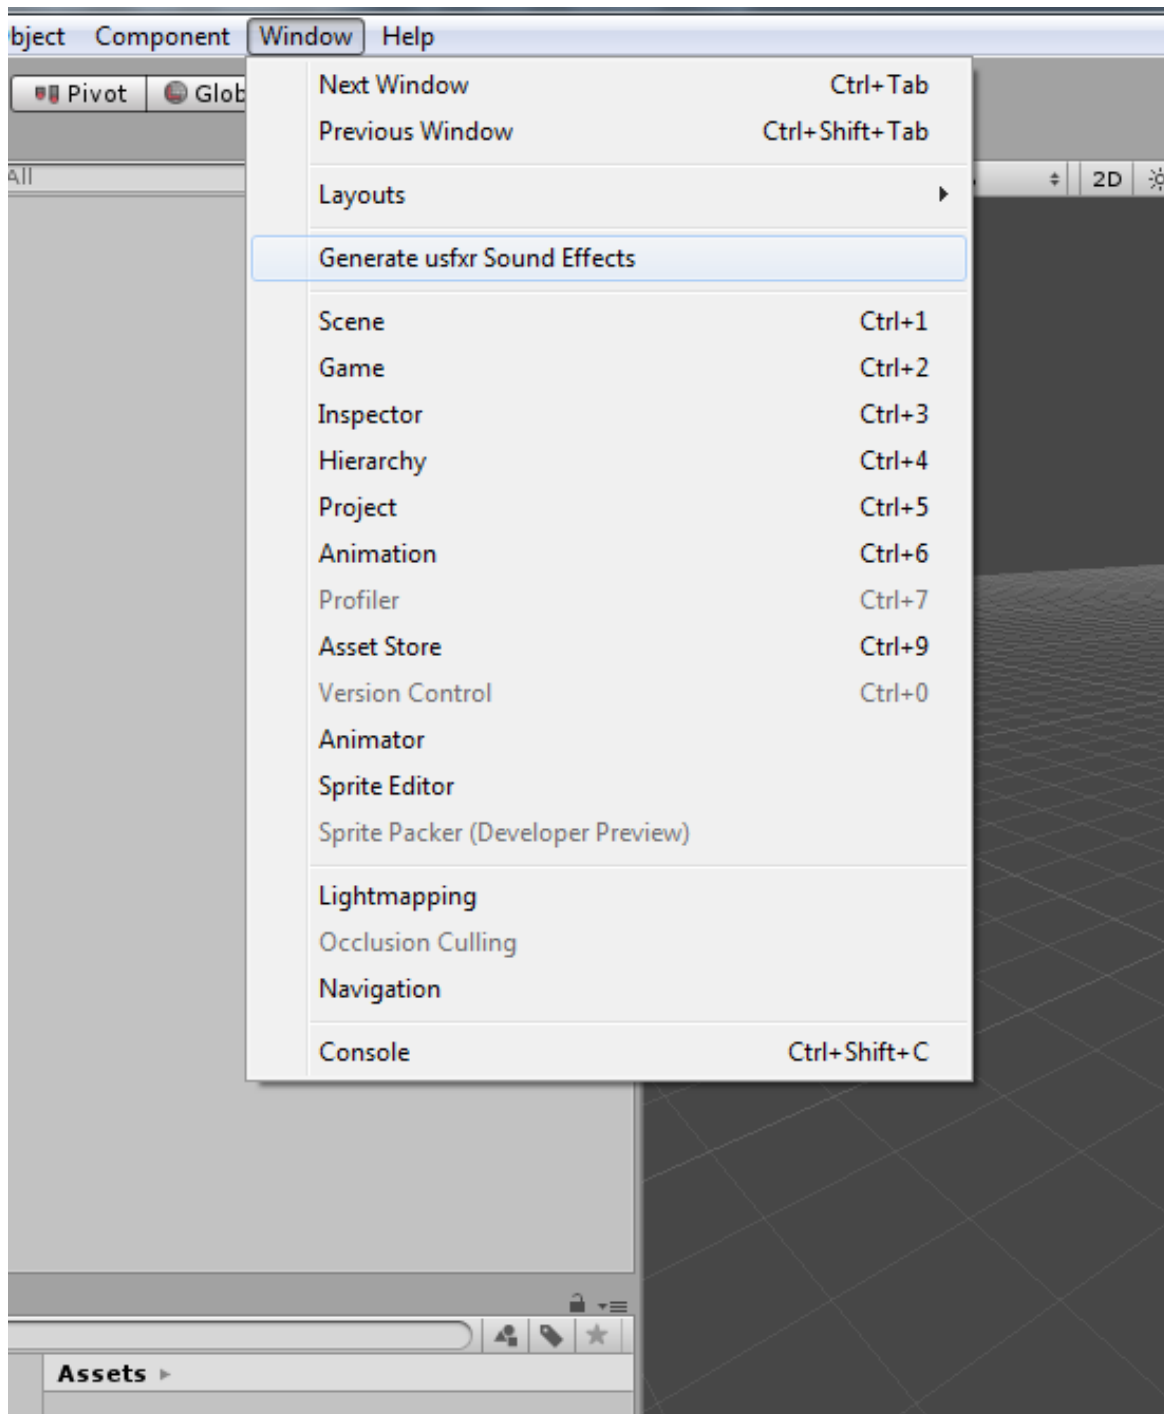 bject Component Window Help
Pivot Glob
All
2D
Next Window Ctrl+Tab
Previous Window Ctrl+Shift+Tab
Layouts
Generate usfxr Sound Effects
Scene Ctrl+1
Game Ctrl+2
Inspector Ctrl+3
Hierarchy Ctrl+4
Project Ctrl+5
Animation Ctrl+6
Profiler Ctrl+7
Asset Store Ctrl+9
Version Control Ctrl+0
Animator
Sprite Editor
Sprite Packer (Developer Preview)
Lightmapping
Occlusion Culling
Navigation
Console Ctrl+Shift+C
Assets